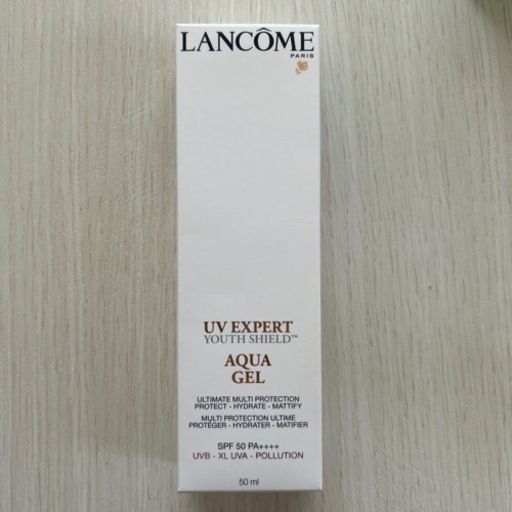 LANCÔME
PARIS
UV EXPERT
YOUTH SHIELD™
AQUA
GEL
ULTIMATE MULTI PROTECTION
PROTECT - HYDRATE - MATTIFY
MULTI PROTECTION ULTIME
PROTÉGER - HYDRATER - MATIFIER
SPF 50 PA++++
UVB - XL UVA - POLLUTION
50 ml